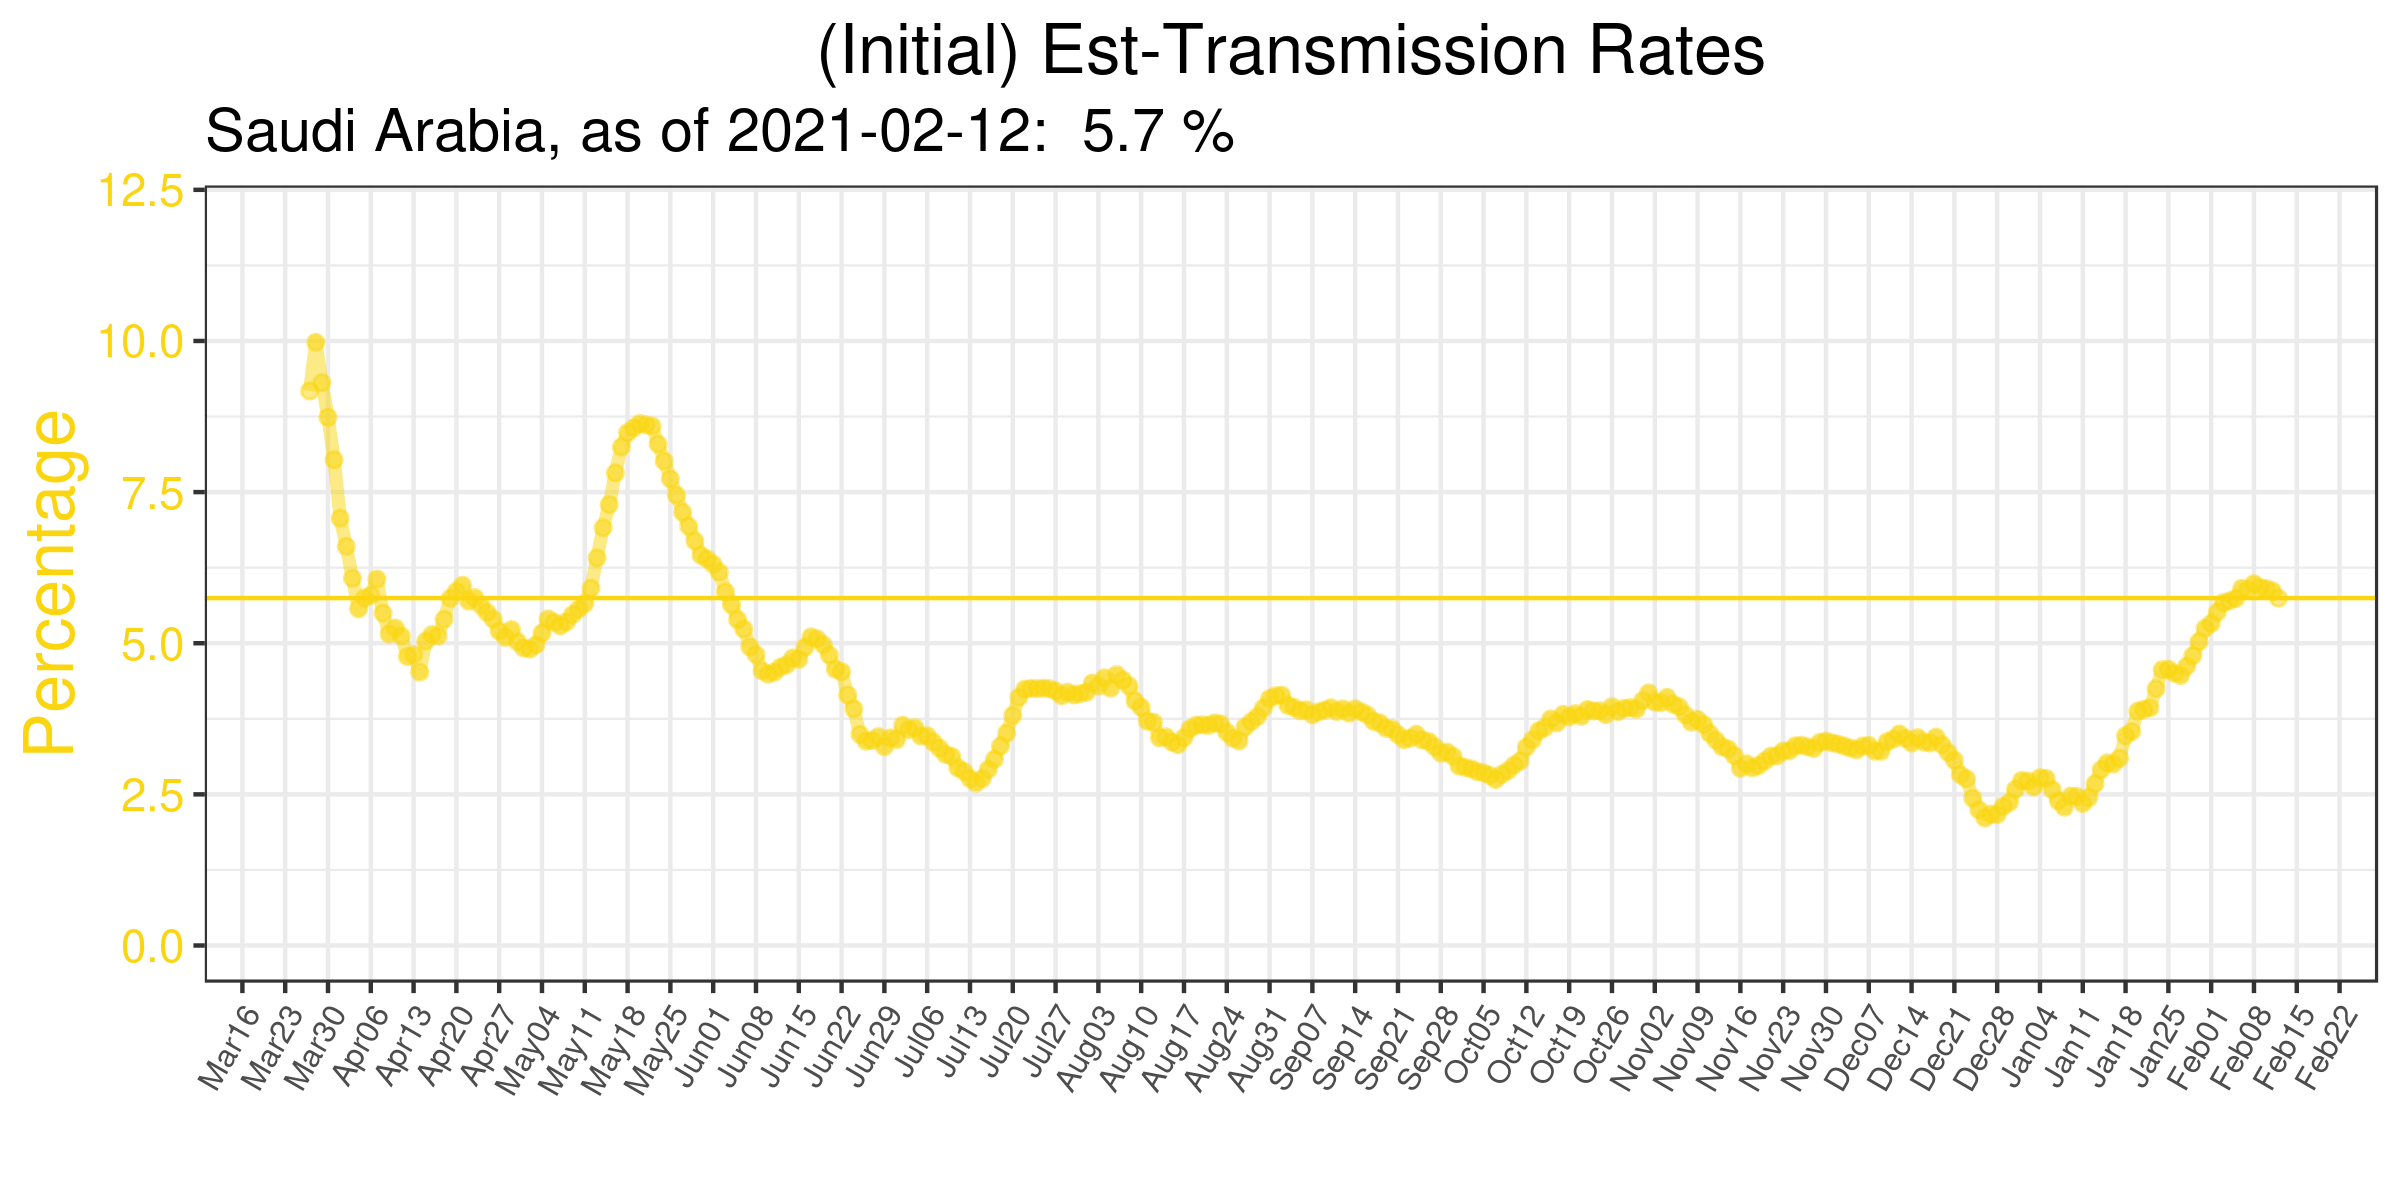 (Initial) Est-Transmission Rates
Saudi Arabia, as of 2021-02-12:  5.7 %
Percentage
12.5
10.0
7.5
5.0
2.5
0.0
Mar16
Mar23
Mar30
Apr06
Apr13
Apr20
Apr27
May04
May11
May18
May25
Jun01
Jun08
Jun15
Jun22
Jun29
Jul06
Jul13
Jul20
Jul27
Aug03
Aug10
Aug17
Aug24
Aug31
Sep07
Sep14
Sep21
Sep28
Oct05
Oct12
Oct19
Oct26
Nov02
Nov09
Nov16
Nov23
Nov30
Dec07
Dec14
Dec21
Dec28
Jan04
Jan11
Jan18
Jan25
Feb01
Feb08
Feb15
Feb22